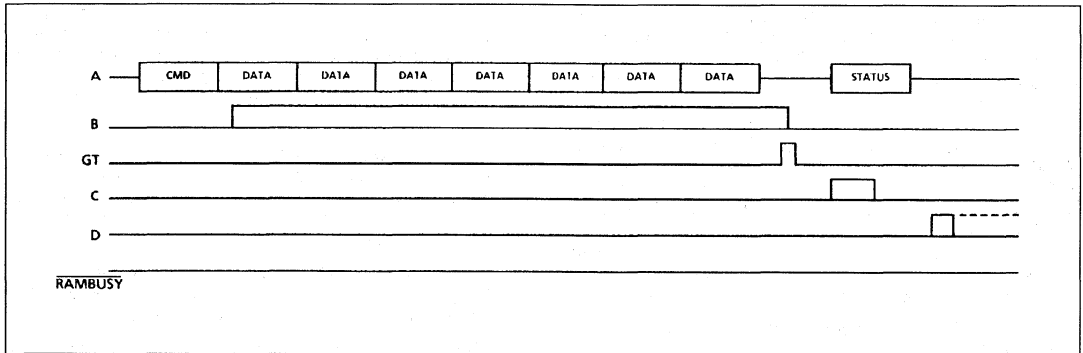 A CMD DATA DATA DATA DATA DATA DATA DATA STATUS
B
GT
C
D
RAMBUSY